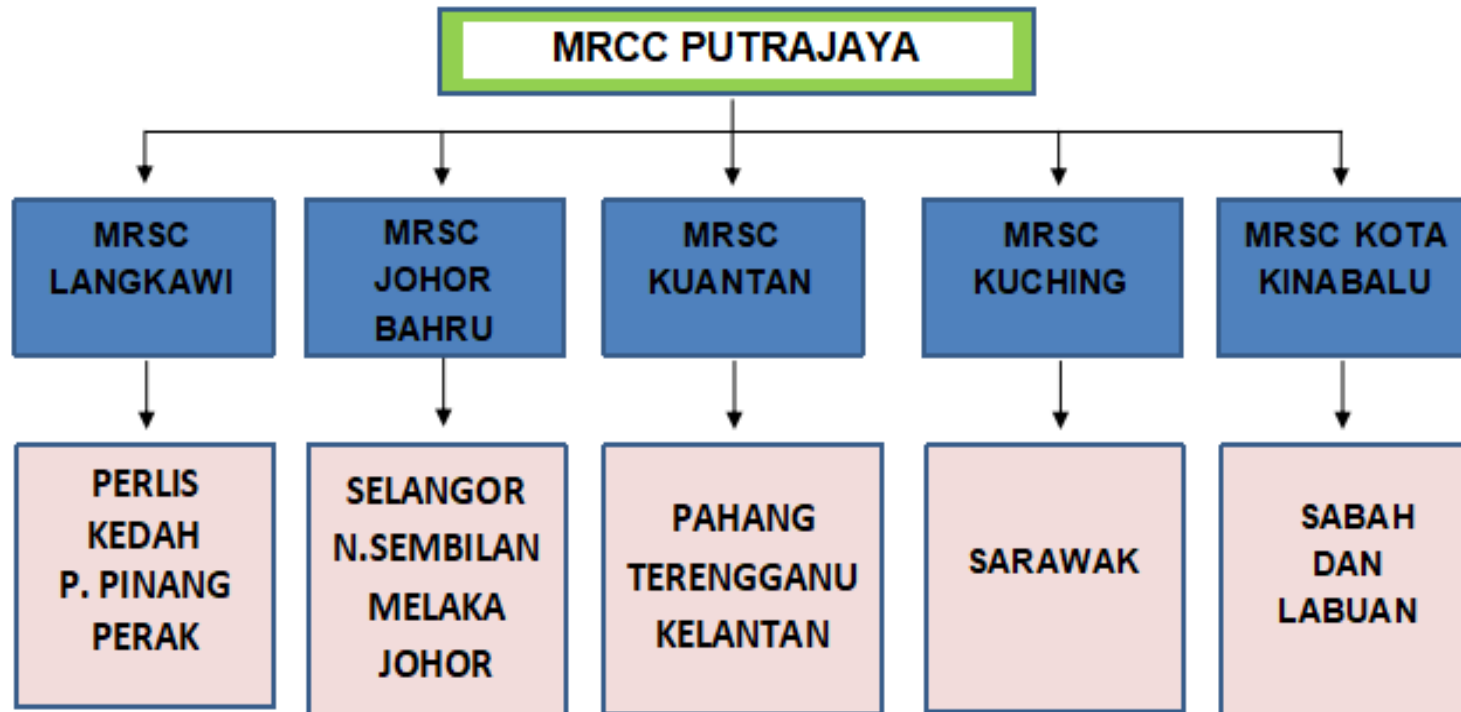 MRCC PUTRAJAYA
MRSC
LANGKAWI
MRSC
JOHOR
BAHRU
MRSC
KUANTAN
MRSC
KUCHING
MRSC KOTA
KINABALU
PERLIS
KEDAH
P. PINANG
PERAK
SELANGOR
N.SEMBILAN
MELAKA
JOHOR
PAHANG
TERENGGANU
KELANTAN
SARAWAK
SABAH
DAN
LABUAN